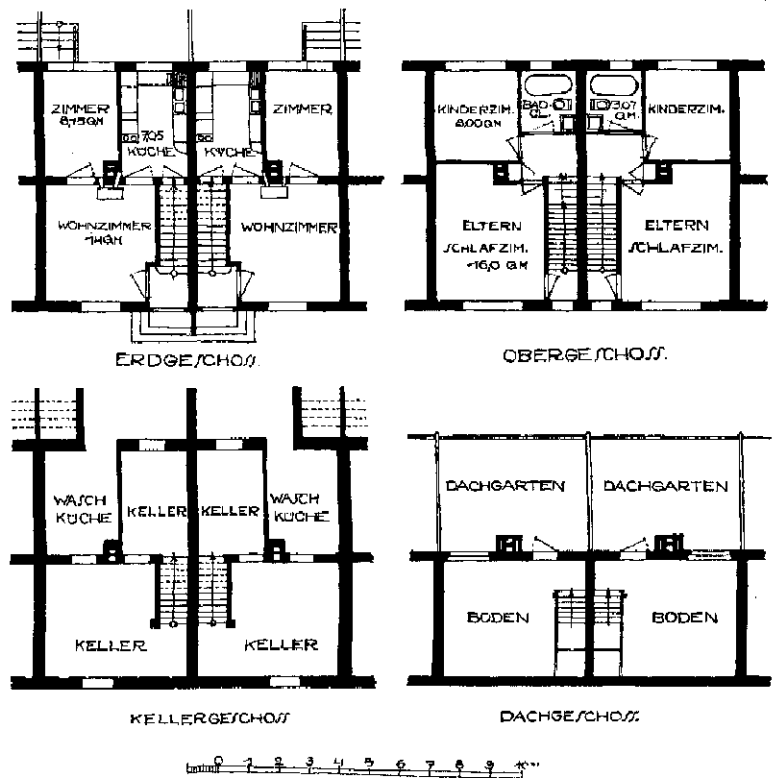 ZIMMER
8,75 QM
7,05
KÜCHE
KÜCHE
ZIMMER
WOHNZIMMER
WOHNZIMMER
ERDGESCHOSS.
KINDERZIM.
8,00 QM
BAD
3,07
QM.
KINDERZIM.
ELTERN
SCHLAFZIM.
~16,0 QM
ELTERN
SCHLAFZIM.
OBERGESCHOSS.
WASCH
KÜCHE
KELLER
KELLER
WASCH
KÜCHE
KELLER
KELLER
KELLERGESCHOSS
DACHGARTEN
DACHGARTEN
BODEN
BODEN
DACHGESCHOSS.
0 1 2 3 4 5 6 7 8 9 10 m